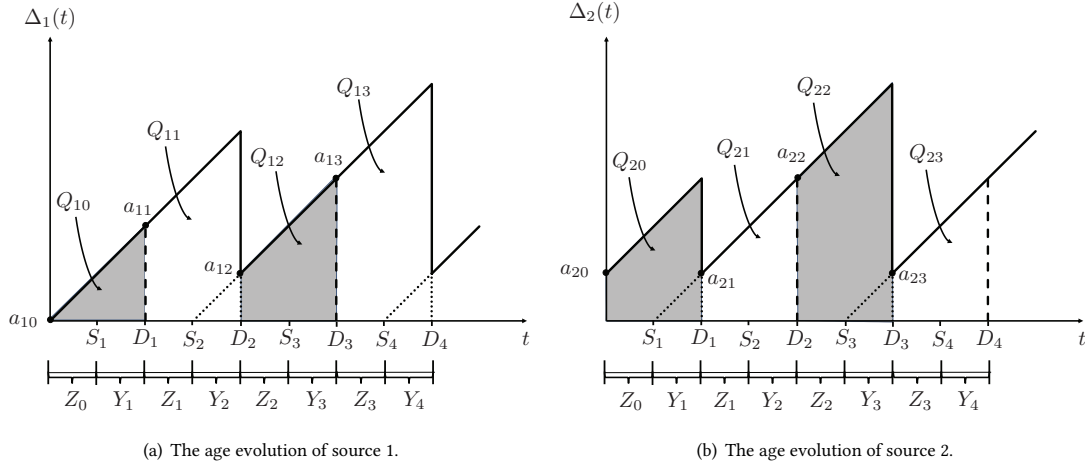 Δ₁(t)
Q₁₃
Q₁₁
Q₁₂
a₁₃
Q₁₀
a₁₁
a₁₂
a₁₀
S₁ D₁ S₂ D₂ S₃ D₃ S₄ D₄ t
Z₀ Y₁ Z₁ Y₂ Z₂ Y₃ Z₃ Y₄
(a) The age evolution of source 1.
Δ₂(t)
Q₂₂
Q₂₀
Q₂₁
a₂₂
Q₂₃
a₂₀
a₂₁
a₂₃
S₁ D₁ S₂ D₂ S₃ D₃ S₄ D₄ t
Z₀ Y₁ Z₁ Y₂ Z₂ Y₃ Z₃ Y₄
(b) The age evolution of source 2.